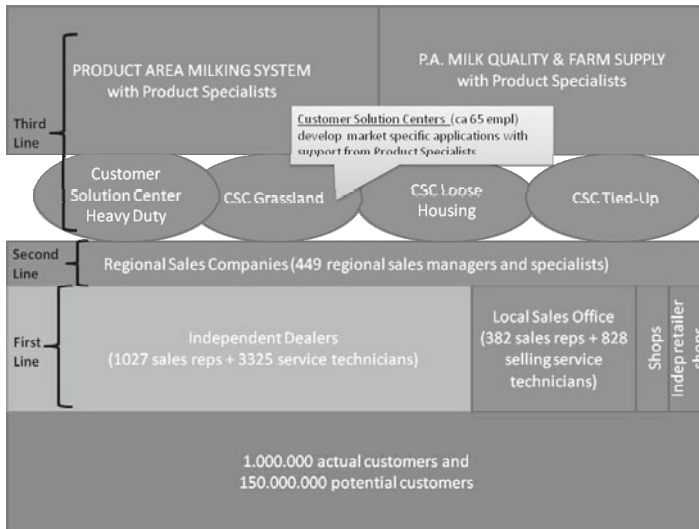 PRODUCT AREA MILKING SYSTEM
with Product Specialists
P.A. MILK QUALITY & FARM SUPPLY
with Product Specialists
Customer Solution Centers (ca 65 empl)
develop market specific applications with
support from Product Specialists
Third
Line
Customer
Solution Center
Heavy Duty
CSC Grassland
CSC Loose
Housing
CSC Tied-Up
Second
Line
Regional Sales Companies (449 regional sales managers and specialists)
First
Line
Independent Dealers
(1027 sales reps + 3325 service technicians)
Local Sales Office
(382 sales reps + 828
selling service
technicians)
Shops
Indep retailer
shops
1.000.000 actual customers and
150.000.000 potential customers